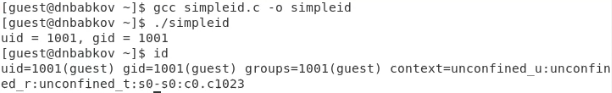 [guest@dnbabkov ~]$ gcc simpleid.c -o simpleid
[guest@dnbabkov ~]$ ./simpleid
uid = 1001, gid = 1001
[guest@dnbabkov ~]$ id
uid=1001(guest) gid=1001(guest) groups=1001(guest) context=unconfined_u:unconfin
ed_r:unconfined_t:s0-s0:c0.c1023